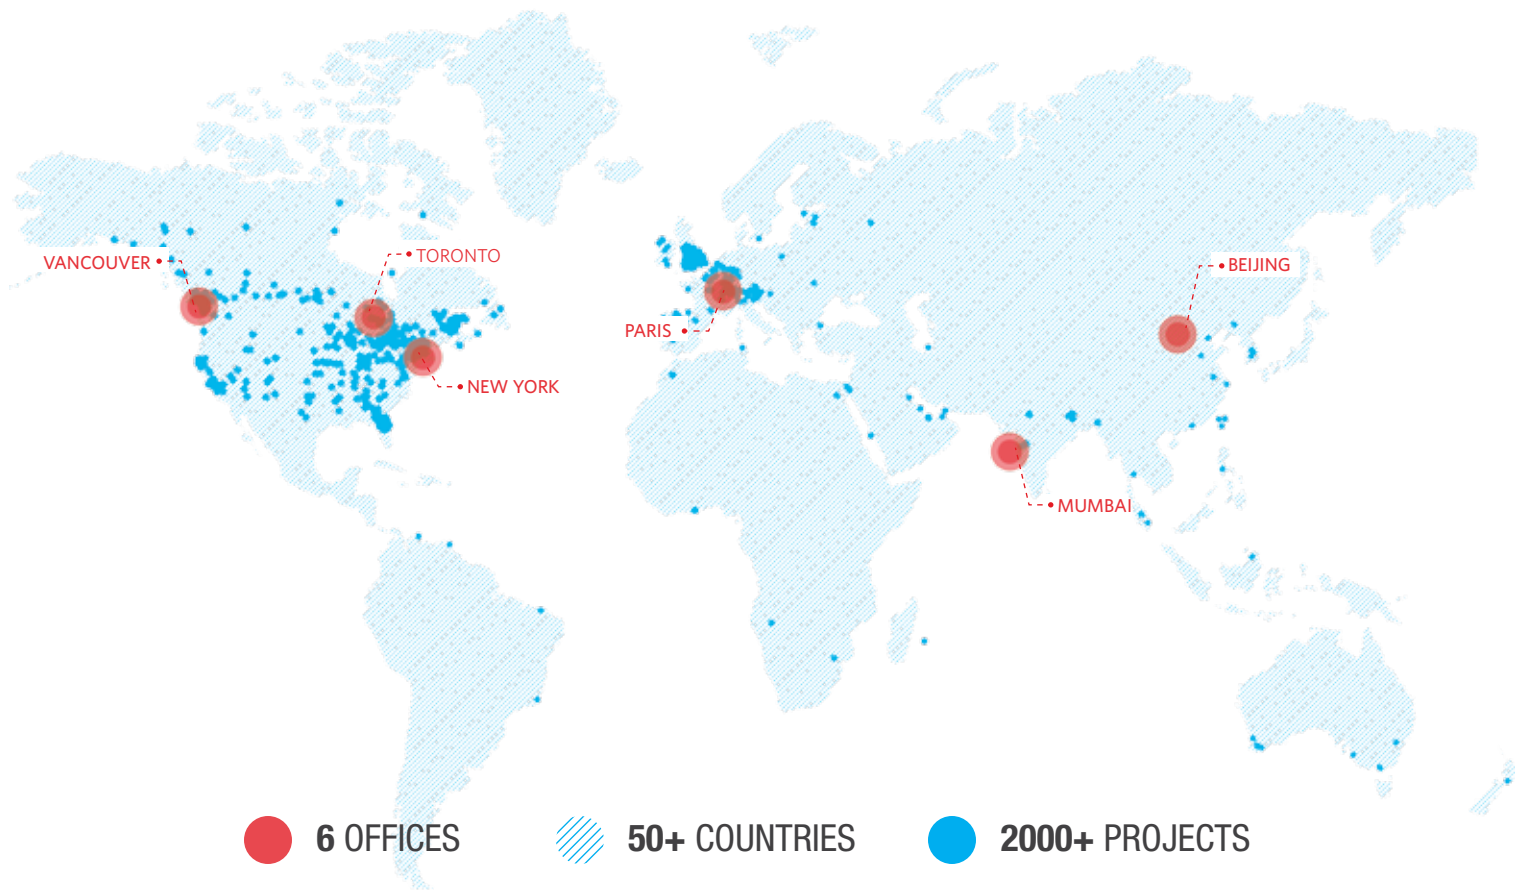 VANCOUVER
TORONTO
NEW YORK
PARIS
BEIJING
MUMBAI
6 OFFICES
50+ COUNTRIES
2000+ PROJECTS